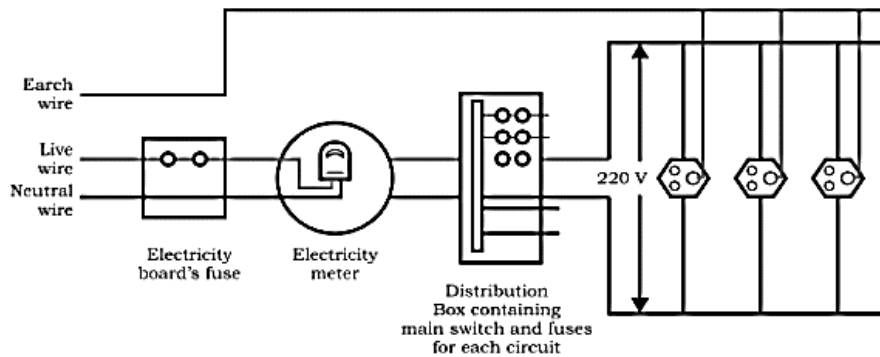 Earch
wire
Live
wire
Neutral
wire
Electricity
board's fuse
Electricity
meter
Distribution
Box containing
main switch and fuses
for each circuit
220 V